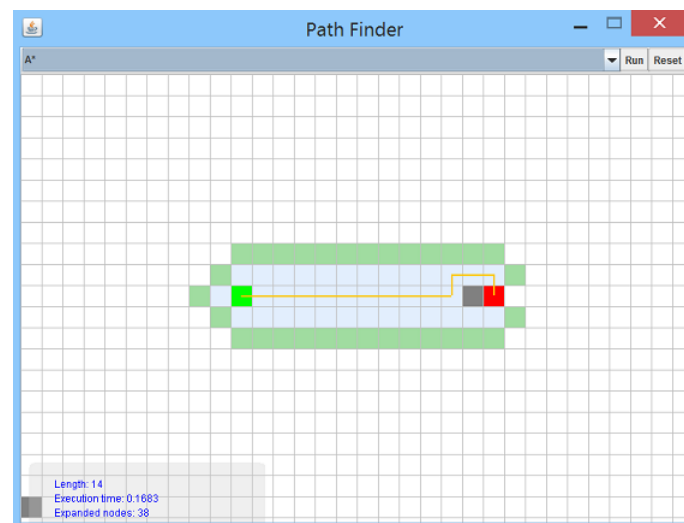 Path Finder
A*
Run Reset
Length: 14
Execution time: 0.1683
Expanded nodes: 38